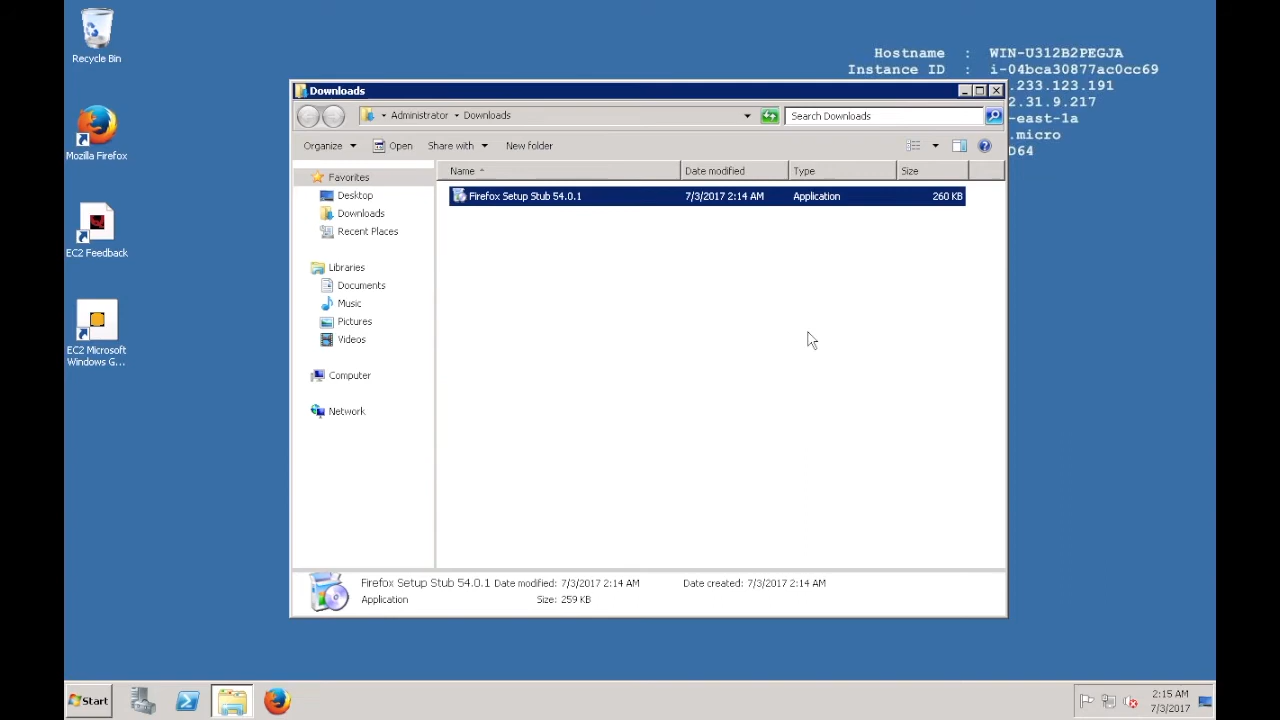 Recycle Bin
Mozilla Firefox
EC2 Feedback
EC2 Microsoft
Windows G...
Hostname : WIN-U312B2PEGJA
Instance ID : i-04bca30877ac0cc69
.233.123.191
2.31.9.217
-east-1a
.micro
D64
Downloads
Administrator Downloads
Search Downloads
Organize Open Share with New folder
Name Date modified Type Size
Favorites
Desktop
Downloads
Recent Places
Libraries
Documents
Music
Pictures
Videos
Computer
Network
Firefox Setup Stub 54.0.1 7/3/2017 2:14 AM Application 260 KB
Firefox Setup Stub 54.0.1 Date modified: 7/3/2017 2:14 AM Date created: 7/3/2017 2:14 AM
Application Size: 259 KB
Start
2:15 AM
7/3/2017